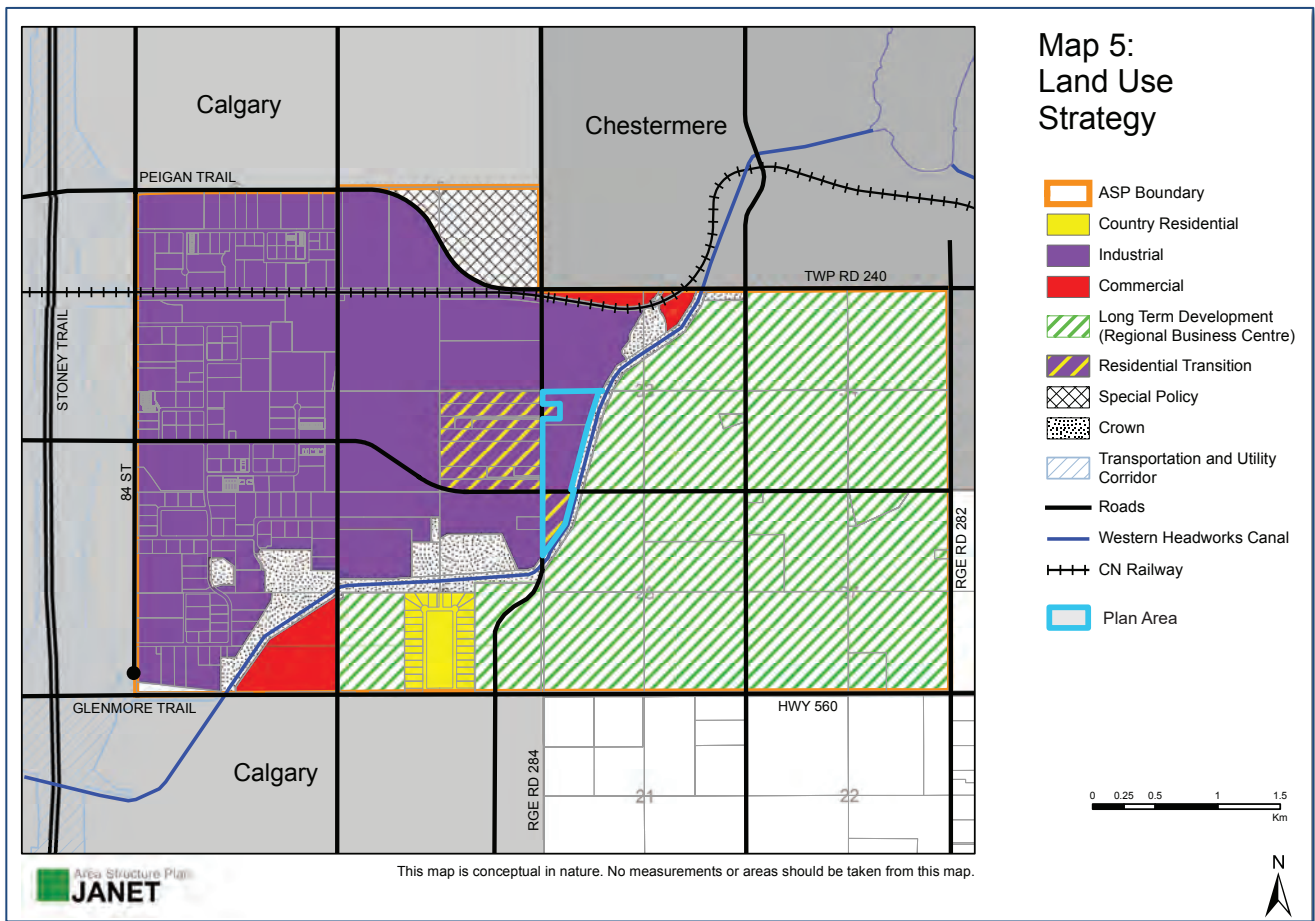 Map 5:
Land Use
Strategy
Calgary
Chestermere
PEIGAN TRAIL
TWP RD 240
STONEY TRAIL
84 ST
33
RGE RD 282
GLENMORE TRAIL
HWY 560
Calgary
RGE RD 284
21
22
ASP Boundary
Country Residential
Industrial
Commercial
Long Term Development
(Regional Business Centre)
Residential Transition
Special Policy
Crown
Transportation and Utility
Corridor
Roads
Western Headworks Canal
CN Railway
Plan Area
0 0.25 0.5 1 1.5
Km
N
Area Structure Plan
JANET
This map is conceptual in nature. No measurements or areas should be taken from this map.